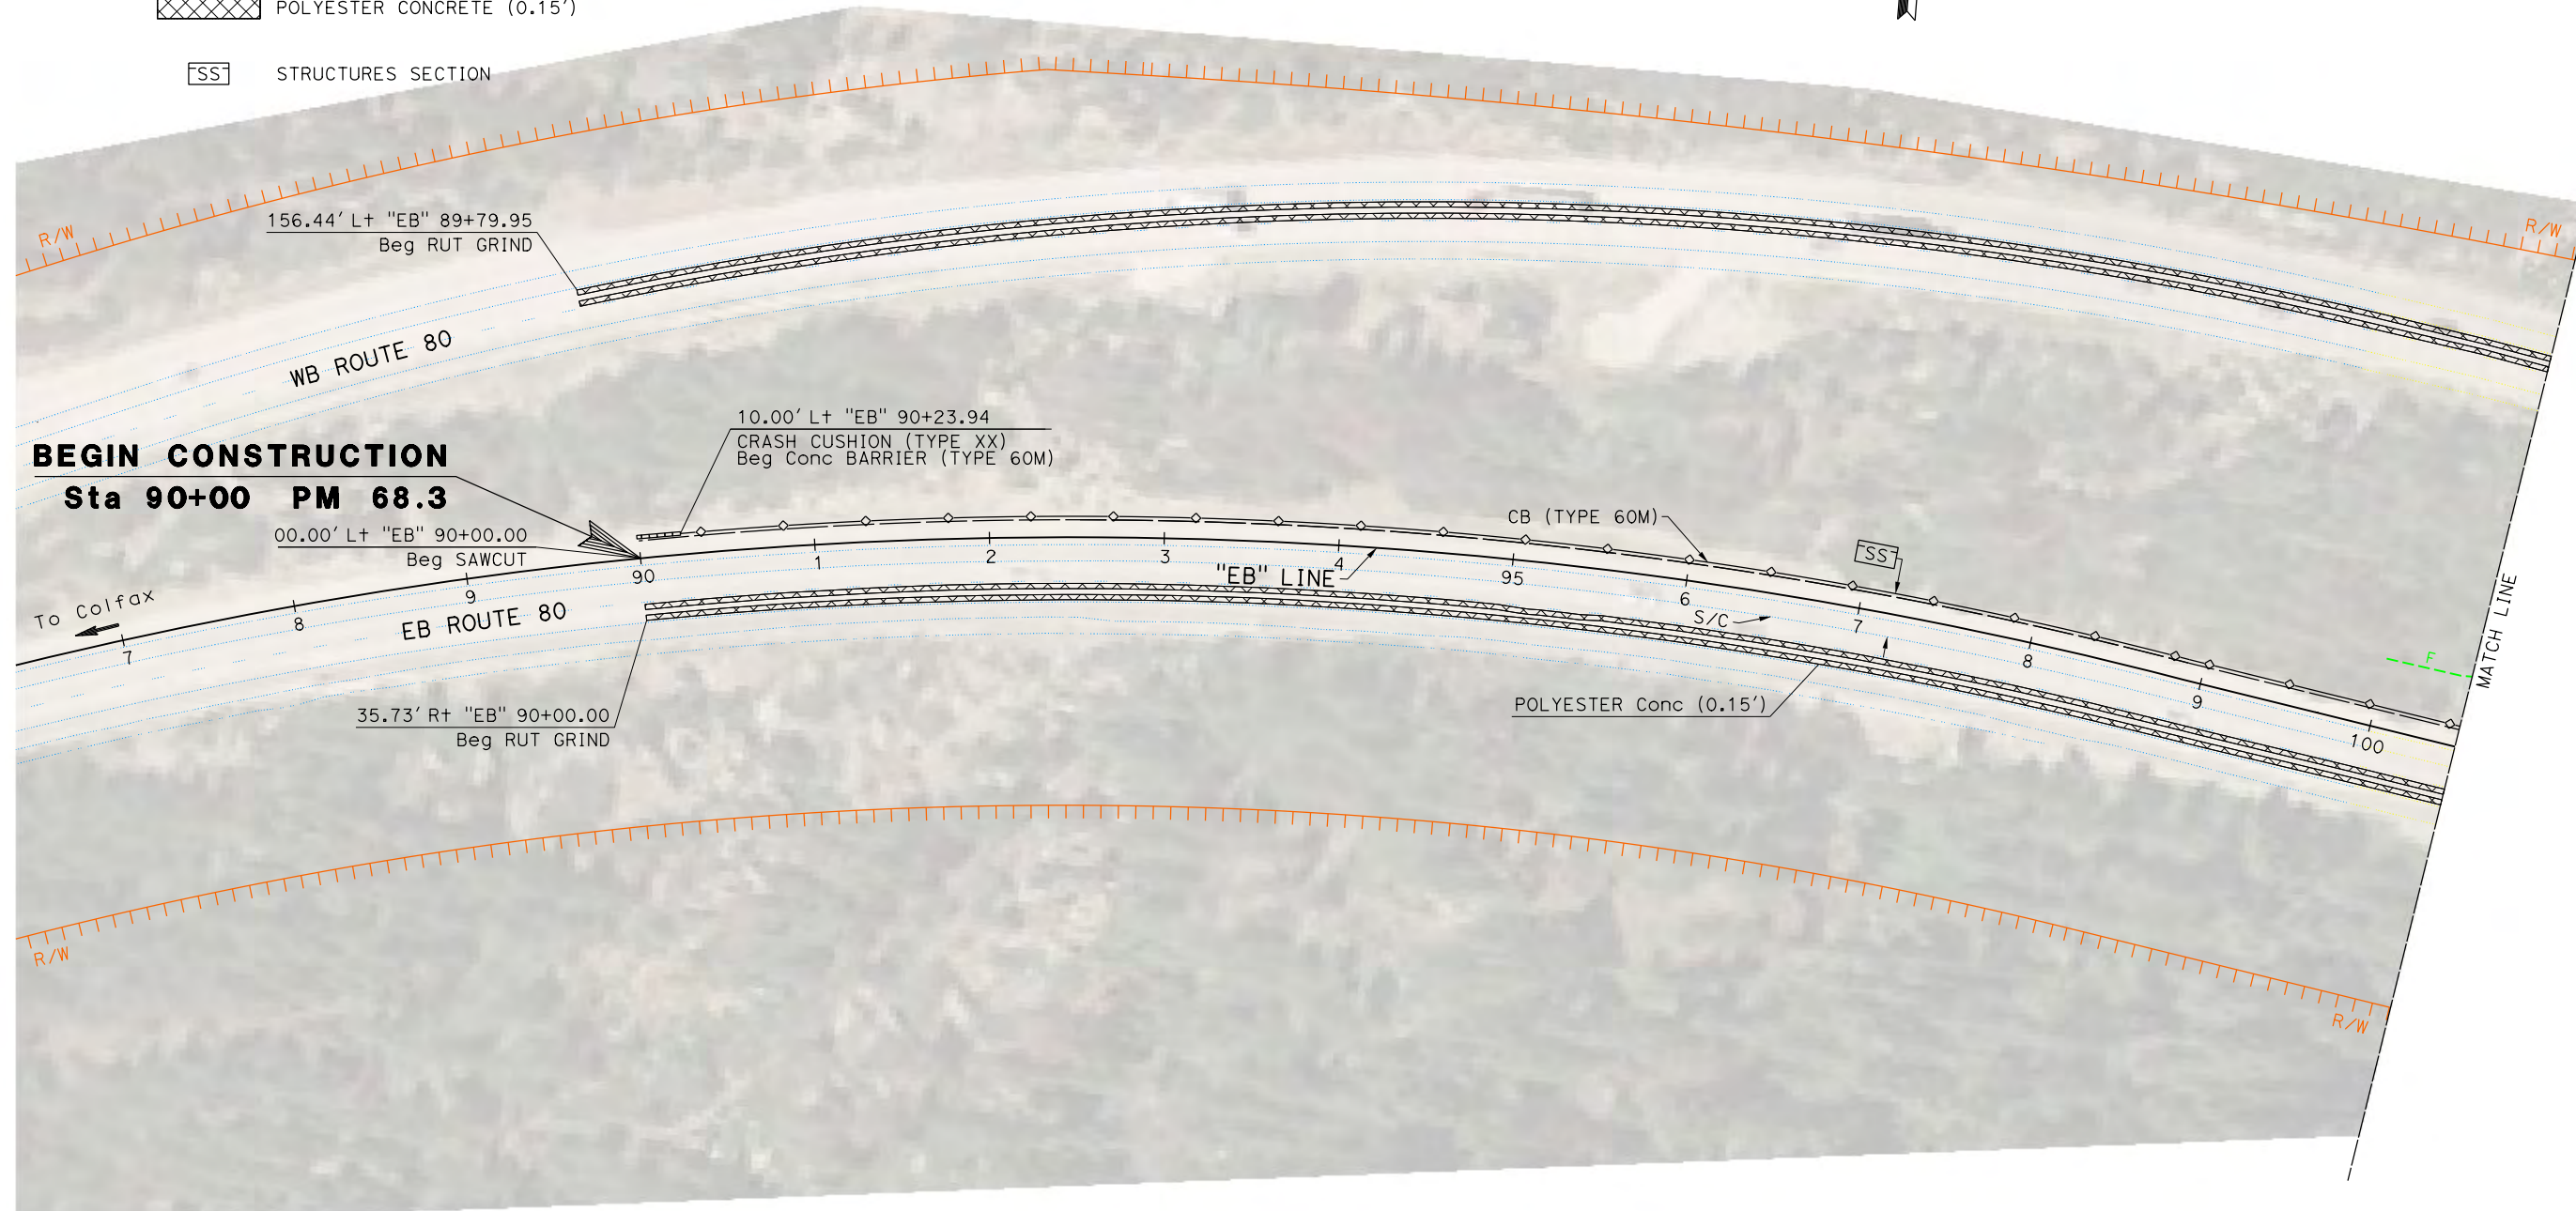 POLYESTER CONCRETE (0.15')
SS STRUCTURES SECTION
R/W
R/W
156.44' Lt "EB" 89+79.95
Beg RUT GRIND
WB ROUTE 80
10.00' Lt "EB" 90+23.94
CRASH CUSHION (TYPE XX)
Beg Conc BARRIER (TYPE 60M)
BEGIN CONSTRUCTION
Sta 90+00 PM 68.3
00.00' Lt "EB" 90+00.00
Beg SAWCUT
CB (TYPE 60M)
SS
"EB" LINE
To Colfax
7
8
9
90
1
2
3
4
95
6
7
8
9
100
EB ROUTE 80
S/C
F
MATCH LINE
35.73' Rt "EB" 90+00.00
Beg RUT GRIND
POLYESTER Conc (0.15')
R/W
R/W